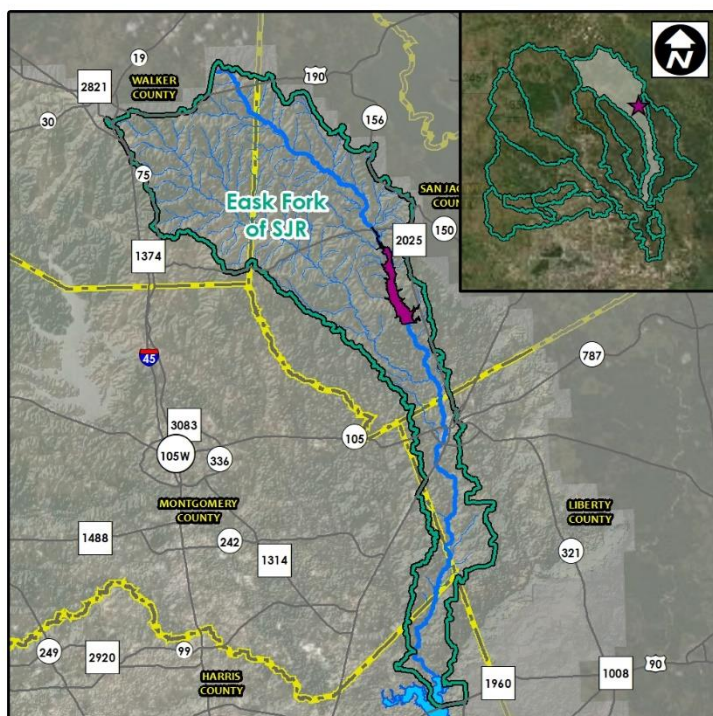 19
WALKER
COUNTY
2821
190
30
156
N
75
Eask Fork
of SJR
SAN JAC
COUN
150
2025
1374
45
787
3083
105
105W
336
MONTGOMERY
COUNTY
LIBERTY
COUNTY
1488
242
1314
321
249
2920
99
HARRIS
COUNTY
1960
1008
90